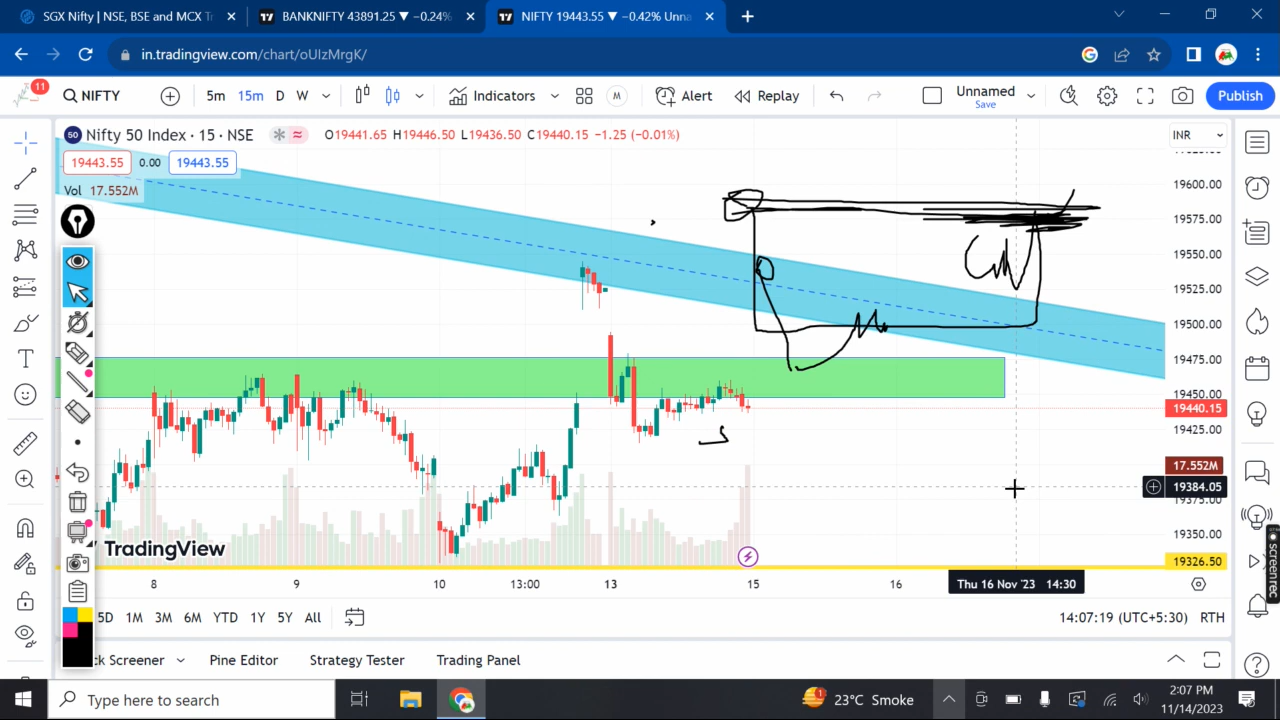 SGX Nifty | NSE, BSE and MCX Tr
BANKNIFTY 43891.25 ▼ −0.24%
NIFTY 19443.55 ▼ −0.42% Unna
in.tradingview.com/chart/oUIzMrgK/
11
NIFTY
5m 15m D W
Indicators
M
Alert
Replay
Unnamed
Save
Publish
50 Nifty 50 Index · 15 · NSE
O19441.65 H19446.50 L19436.50 C19440.15 −1.25 (−0.01%)
INR
19443.55 0.00 19443.55
Vol 17.552M
19600.00
19575.00
19550.00
19525.00
19500.00
19475.00
19450.00
19440.15
19425.00
17.552M
19384.05
19375.00
19350.00
19326.50
TradingView
8 9 10 13:00 13 15 16
Thu 16 Nov '23 14:30
5D 1M 3M 6M YTD 1Y 5Y All
14:07:19 (UTC+5:30) RTH
ck Screener
Pine Editor
Strategy Tester
Trading Panel
screenrec
Type here to search
1
23°C Smoke
2:07 PM
11/14/2023